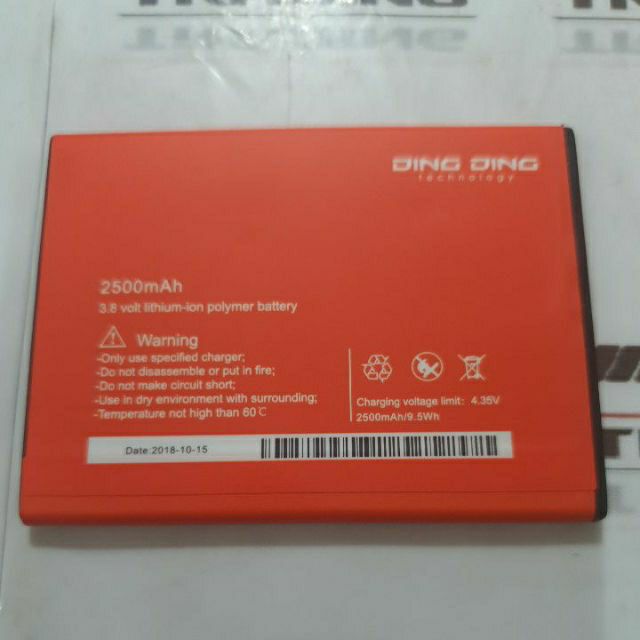 DING DING
technology
2500mAh
3.8 volt lithium-ion polymer battery
Warning
-Only use specified charger;
-Do not disassemble or put in fire;
-Do not make circuit short;
-Use in dry environment with surrounding;
-Temperature not high than 60℃
Charging voltage limit: 4.35V
2500mAh/9.5Wh
Date:2018-10-15